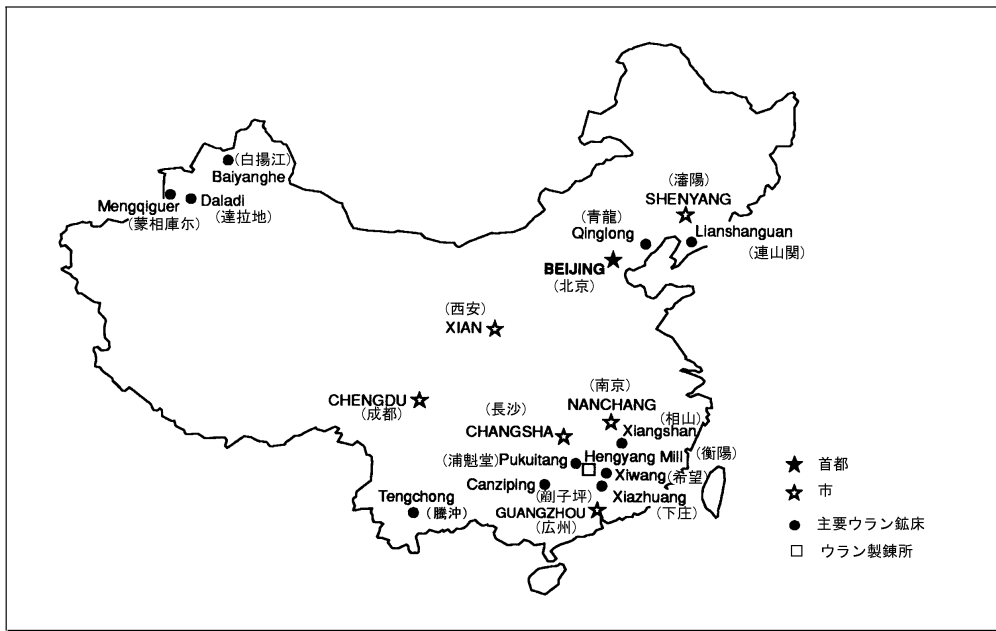 (白揚江)
Baiyanghe
Mengqiguer
(蒙相庫尓)
Daladi
(達拉地)
(瀋陽)
SHENYANG
(青龍)
Qinglong
Lianshanguan
(連山関)
BEIJING
(北京)
(西安)
XIAN
CHENGDU
(成都)
(長沙)
CHANGSHA
(南京)
NANCHANG
(相山)
Xiangshan
(浦魁堂)Pukuitang
Hengyang Mill
(衡陽)
Xiwang(希望)
Canziping
(剷子坪)
Xiazhuang
(下庄)
GUANGZHOU
(広州)
Tengchong
(騰沖)
首都
市
主要ウラン鉱床
ウラン製錬所